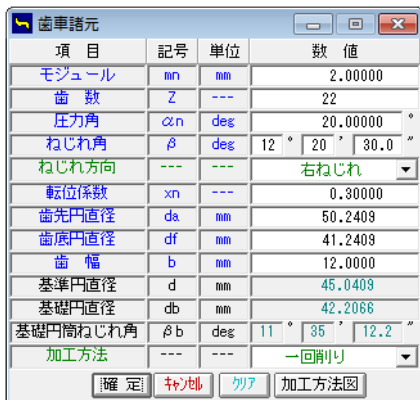 歯車諸元
項 目 記号 単位 数 値
モジュール mn mm 2.00000
歯 数 Z --- 22
圧力角 αn deg 20.00000 °
ねじれ角 β deg 12 ° 20 ′ 30.0 ″
ねじれ方向 --- --- 右ねじれ
転位係数 xn --- 0.30000
歯先円直径 da mm 50.2409
歯底円直径 df mm 41.2409
歯 幅 b mm 12.0000
基準円直径 d mm 45.0409
基礎円直径 db mm 42.2066
基礎円筒ねじれ角 βb deg 11 ° 35 ′ 12.2 ″
加工方法 --- --- 一回削り
確 定 キャンセル クリア 加工方法図